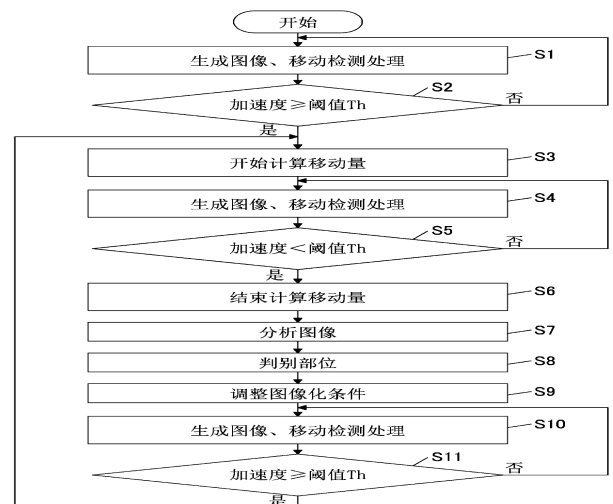 开始
生成图像、移动检测处理
S1
加速度≥阈值Th
S2
否
是
开始计算移动量
S3
生成图像、移动检测处理
S4
加速度<阈值Th
S5
否
是
结束计算移动量
S6
分析图像
S7
判别部位
S8
调整图像化条件
S9
生成图像、移动检测处理
S10
加速度≥阈值Th
S11
否
是